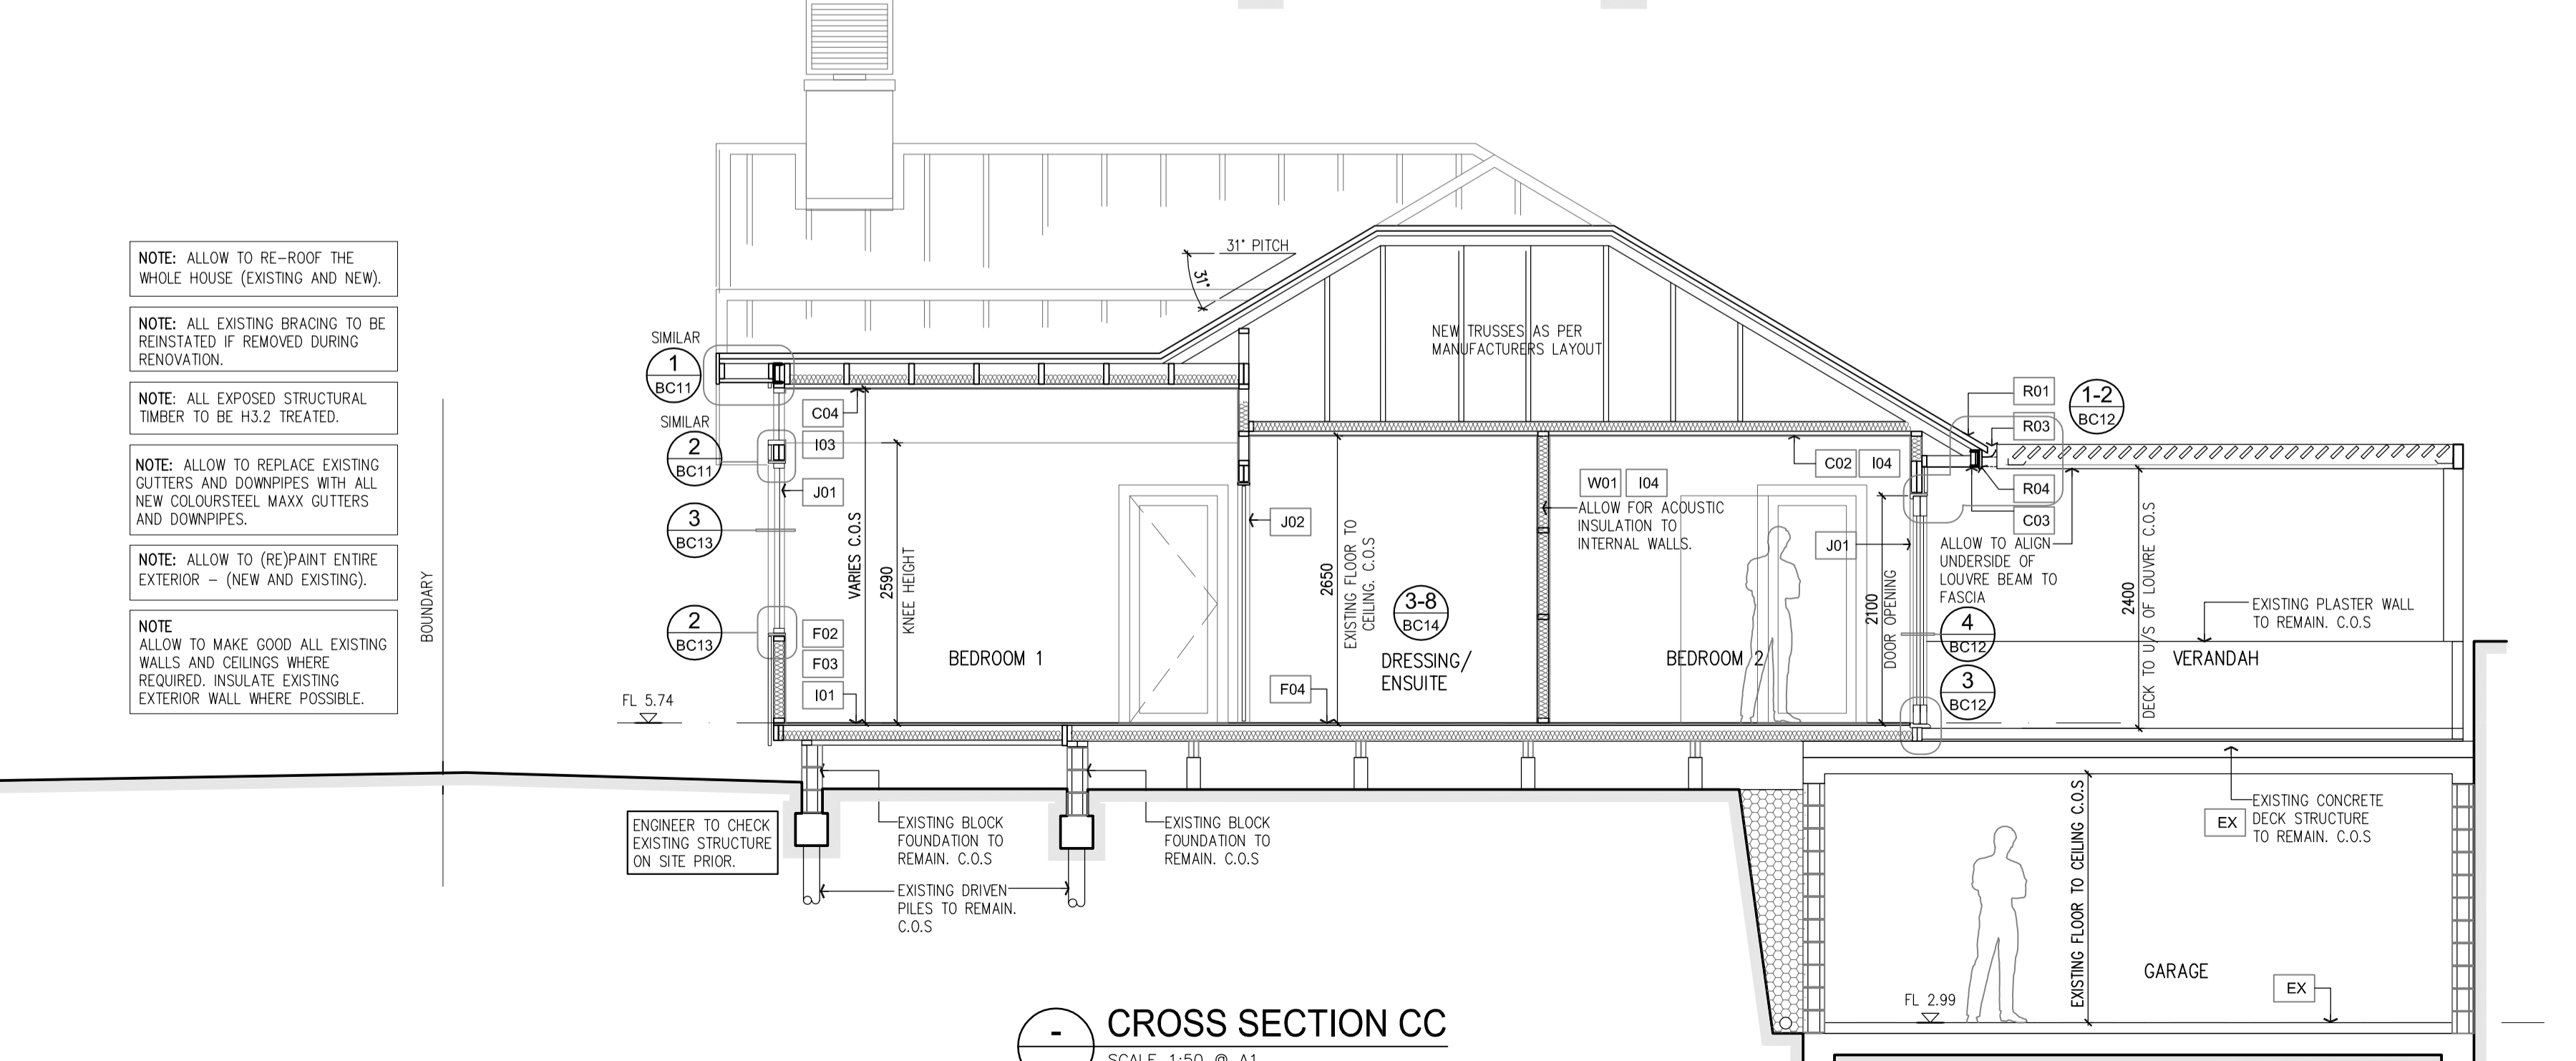 NOTE: ALLOW TO RE-ROOF THE
WHOLE HOUSE (EXISTING AND NEW).
NOTE: ALL EXISTING BRACING TO BE
REINSTATED IF REMOVED DURING
RENOVATION.
NOTE: ALL EXPOSED STRUCTURAL
TIMBER TO BE H3.2 TREATED.
NOTE: ALLOW TO REPLACE EXISTING
GUTTERS AND DOWNPIPES WITH ALL
NEW COLOURSTEEL MAXX GUTTERS
AND DOWNPIPES.
NOTE: ALLOW TO (RE)PAINT ENTIRE
EXTERIOR – (NEW AND EXISTING).
NOTE
ALLOW TO MAKE GOOD ALL EXISTING
WALLS AND CEILINGS WHERE
REQUIRED. INSULATE EXISTING
EXTERIOR WALL WHERE POSSIBLE.
BOUNDARY
SIMILAR
1
BC11
SIMILAR
2
BC11
3
BC13
2
BC13
FL 5.74
C04
I03
J01
F02
F03
I01
VARIES C.O.S
2590
KNEE HEIGHT
BEDROOM 1
31° PITCH
31°
NEW TRUSSES AS PER
MANUFACTURERS LAYOUT
J02
F04
2650
EXISTING FLOOR TO
CEILING. C.O.S
3-8
BC14
DRESSING/
ENSUITE
W01
I04
ALLOW FOR ACOUSTIC
INSULATION TO
INTERNAL WALLS.
BEDROOM 2
C02
I04
J01
2100
DOOR OPENING
R01
1-2
BC12
R03
R04
C03
ALLOW TO ALIGN
UNDERSIDE OF
LOUVRE BEAM TO
FASCIA
4
BC12
3
BC12
2400
DECK TO U/S OF LOUVRE C.O.S
EXISTING PLASTER WALL
TO REMAIN. C.O.S
VERANDAH
ENGINEER TO CHECK
EXISTING STRUCTURE
ON SITE PRIOR.
EXISTING BLOCK
FOUNDATION TO
REMAIN. C.O.S
EXISTING BLOCK
FOUNDATION TO
REMAIN. C.O.S
EXISTING DRIVEN
PILES TO REMAIN.
C.O.S
EX
EXISTING CONCRETE
DECK STRUCTURE
TO REMAIN. C.O.S
EXISTING FLOOR TO CEILING C.O.S
GARAGE
EX
FL 2.99
-
CROSS SECTION CC
SCALE 1:50 @ A1